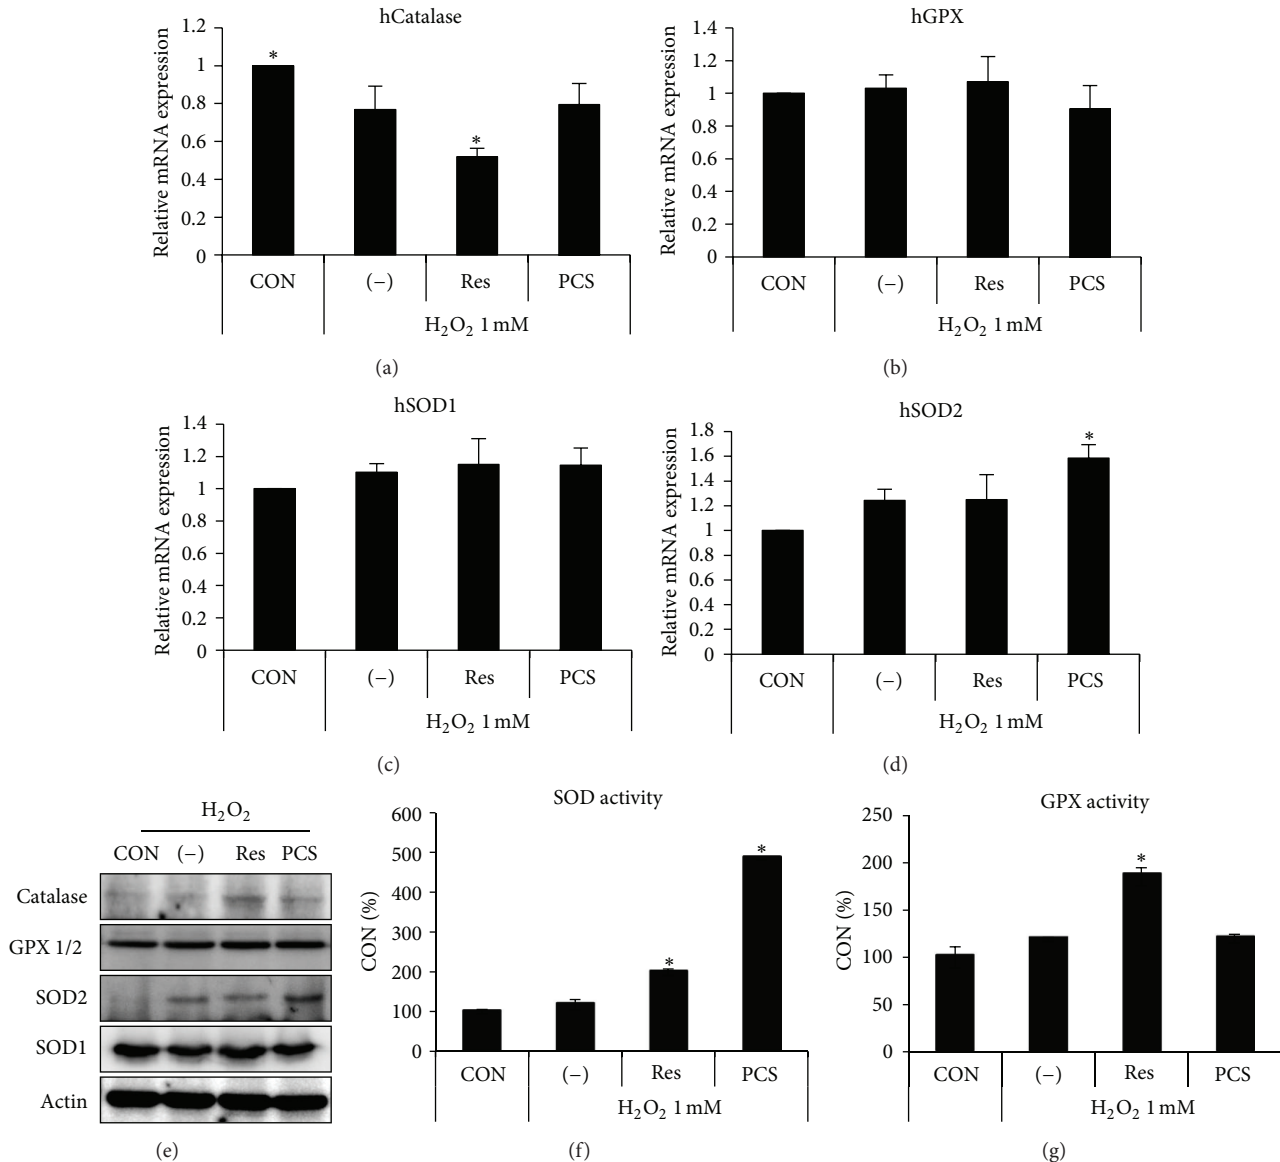 hCatalase
Relative mRNA expression
1.2
1
0.8
0.6
0.4
0.2
0
*
*
CON (−) Res PCS
H₂O₂ 1 mM
(a)
hGPX
Relative mRNA expression
1.4
1.2
1
0.8
0.6
0.4
0.2
0
CON (−) Res PCS
H₂O₂ 1 mM
(b)
hSOD1
Relative mRNA expression
1.4
1.2
1
0.8
0.6
0.4
0.2
0
CON (−) Res PCS
H₂O₂ 1 mM
(c)
hSOD2
Relative mRNA expression
1.8
1.6
1.4
1.2
1
0.8
0.6
0.4
0.2
0
*
CON (−) Res PCS
H₂O₂ 1 mM
(d)
H₂O₂
CON (−) Res PCS
Catalase
GPX 1/2
SOD2
SOD1
Actin
(e)
SOD activity
CON (%)
600
500
400
300
200
100
0
*
*
CON (−) Res PCS
H₂O₂ 1 mM
(f)
GPX activity
CON (%)
250
200
150
100
50
0
*
CON (−) Res PCS
H₂O₂ 1 mM
(g)